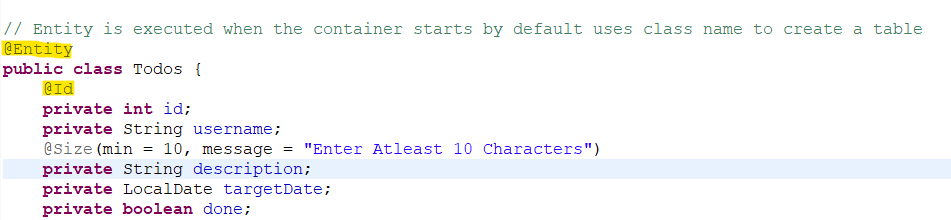 // Entity is executed when the container starts by default uses class name to create a table
@Entity
public class Todos {
@Id
private int id;
private String username;
@Size(min = 10, message = "Enter Atleast 10 Characters")
private String description;
private LocalDate targetDate;
private boolean done;